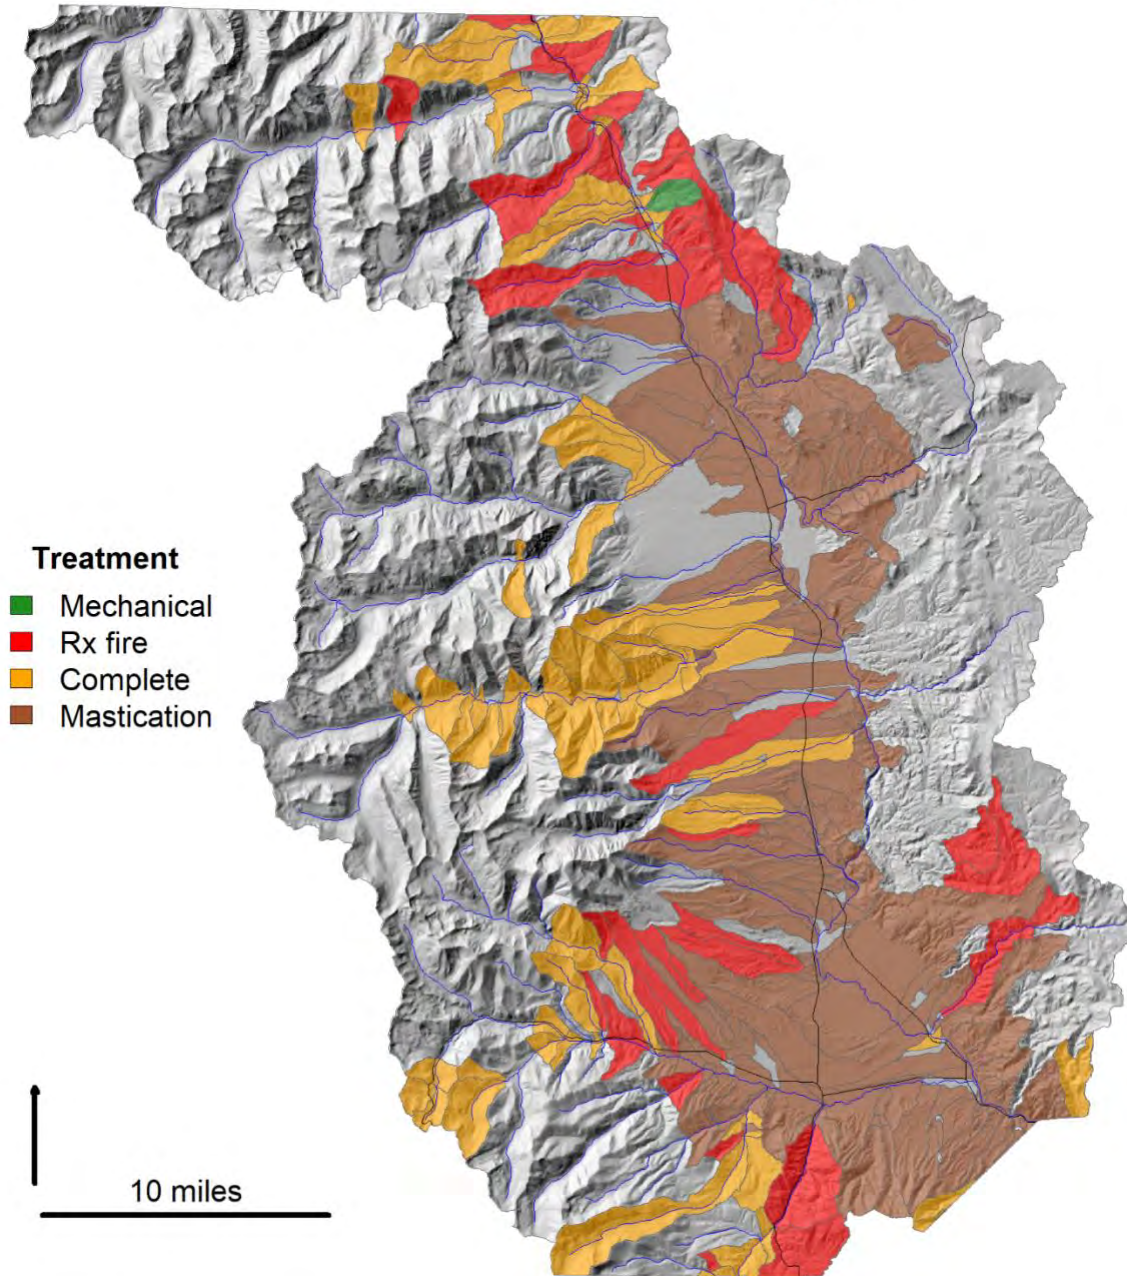 Treatment
Mechanical
Rx fire
Complete
Mastication
10 miles